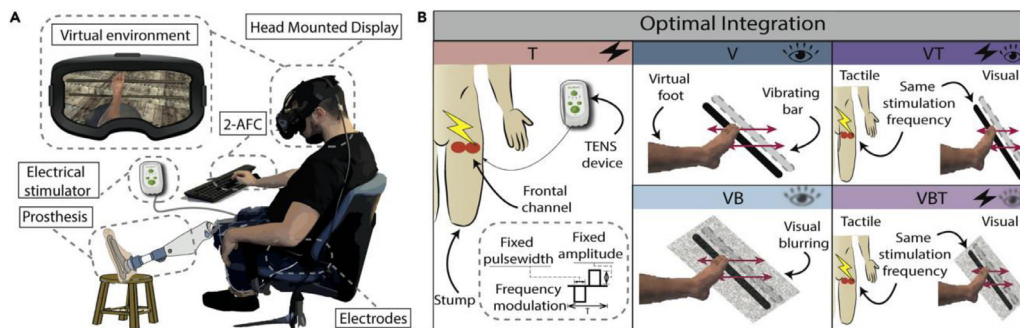 A
Virtual environment
Head Mounted Display
2-AFC
Electrical
stimulator
Prosthesis
Electrodes
B
Optimal Integration
T
V
VT
TENS
device
Frontal
channel
Stump
Fixed
pulsewidth
Fixed
amplitude
Frequency
modulation
T
Virtual
foot
Vibrating
bar
Tactile
Visual
Same
stimulation
frequency
VB
VBT
Visual
blurring
Tactile
Visual
Same
stimulation
frequency